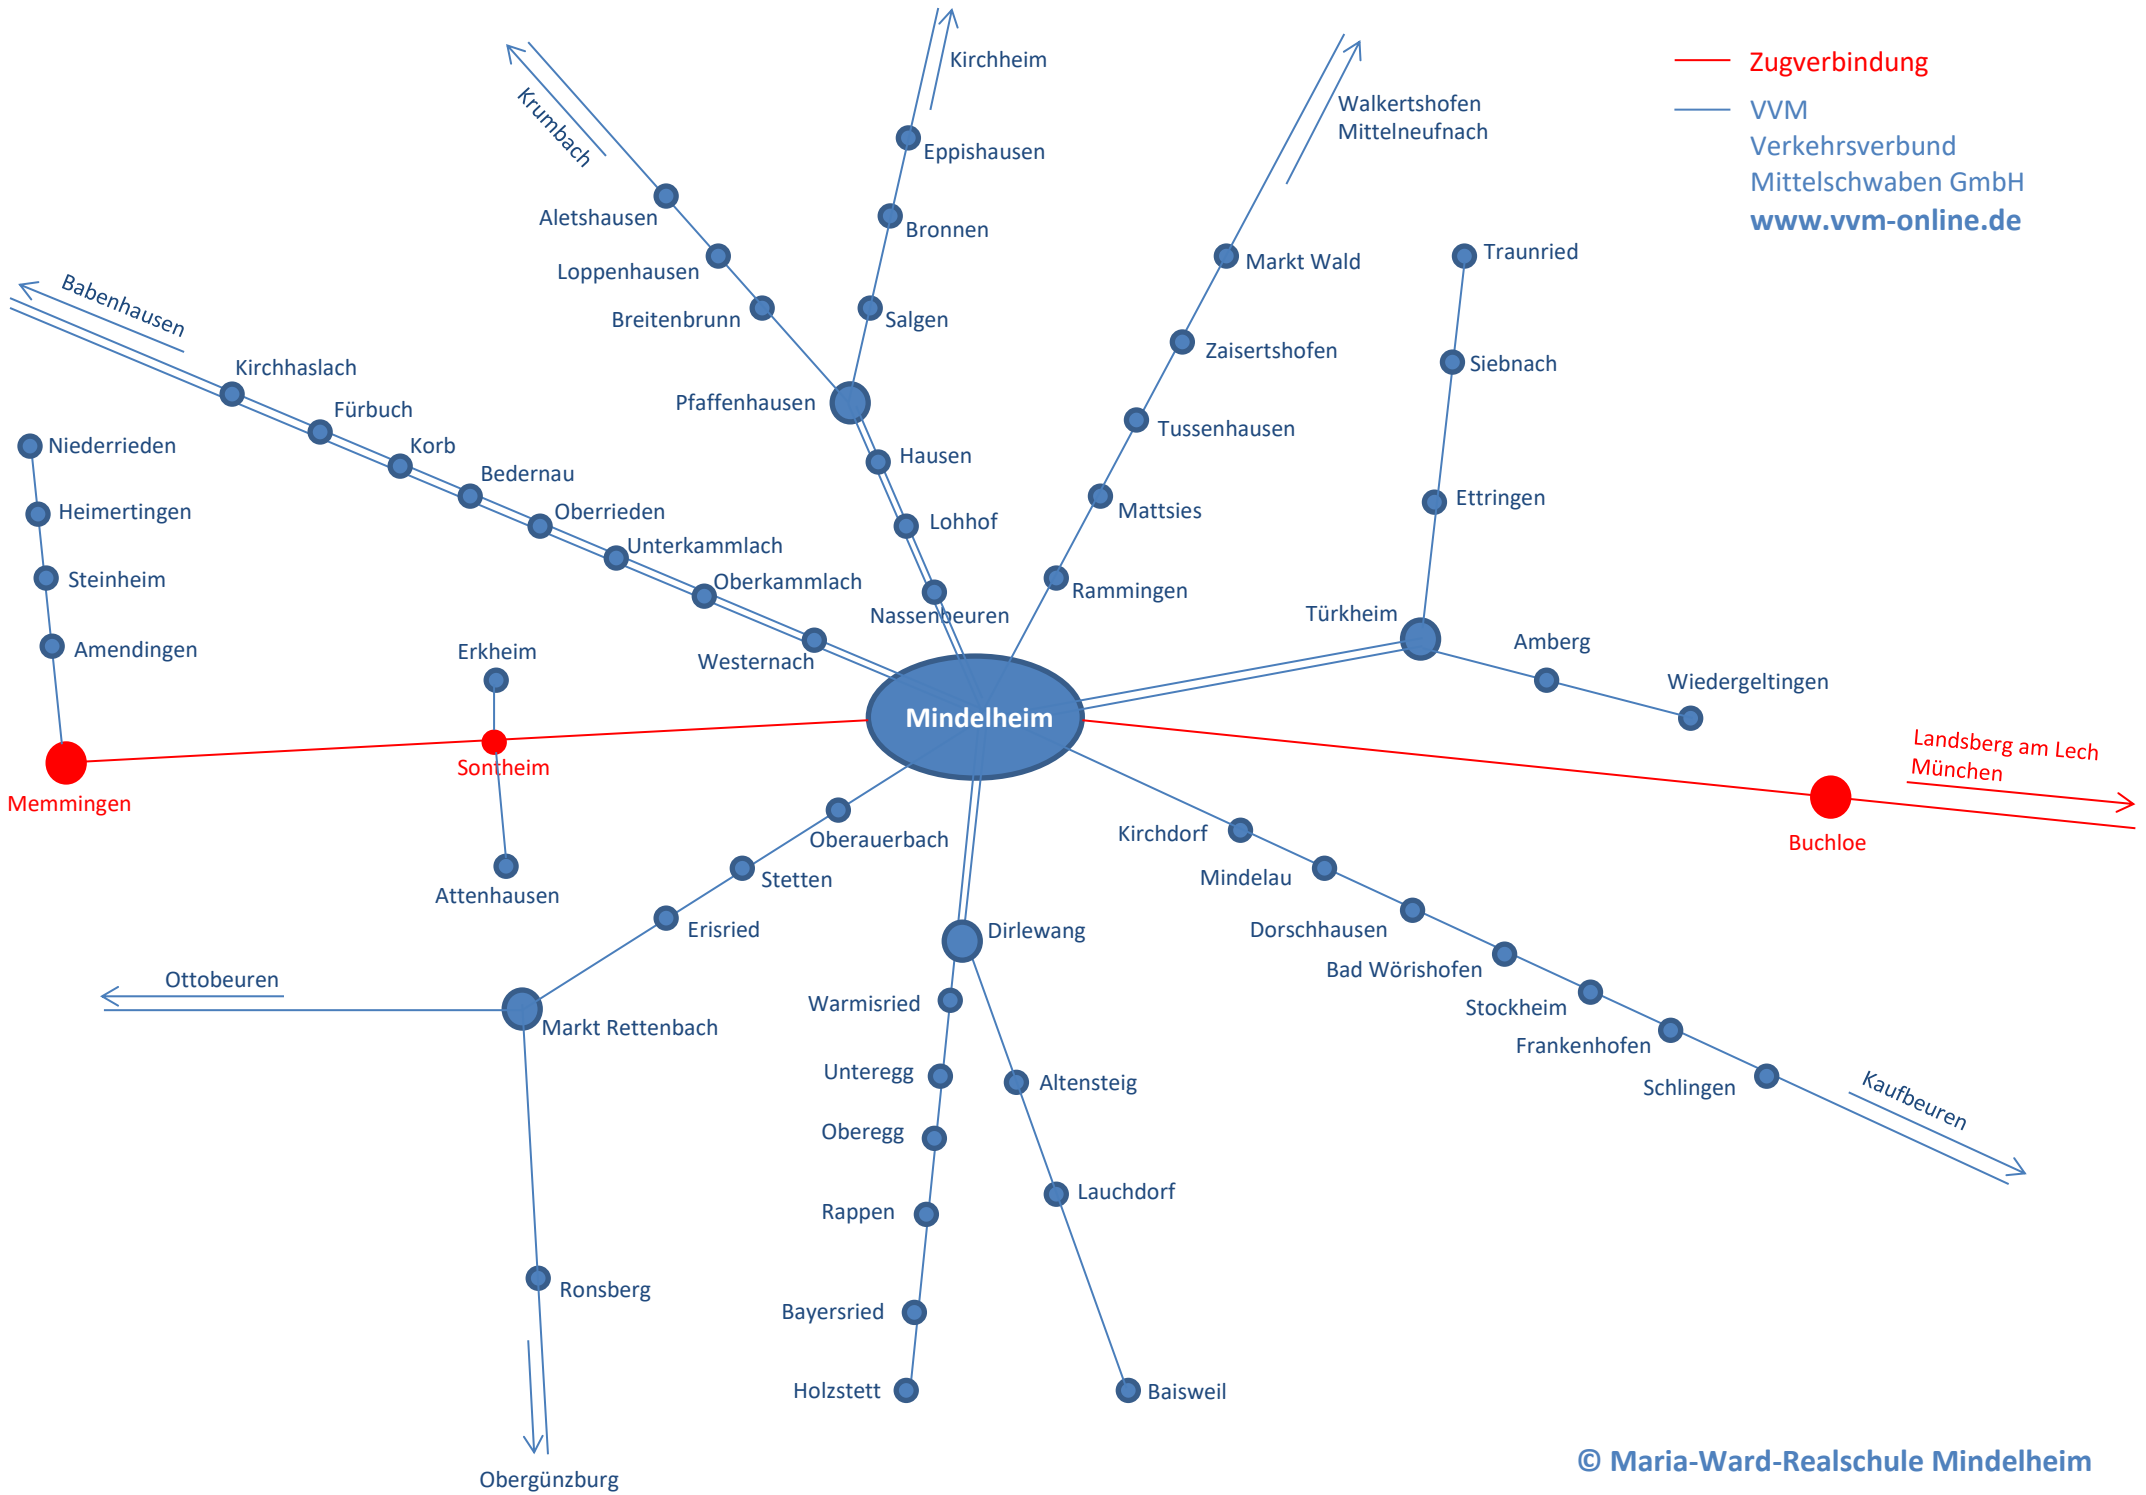 Kirchheim
Zugverbindung
Krumbach
Walkertshofen
Mittelneufnach
VVM
Verkehrsverbund
Mittelschwaben GmbH
www.vvm-online.de
Eppishausen
Aletshausen
Bronnen
Loppenhausen
Markt Wald
Traunried
Babenhausen
Breitenbrunn
Salgen
Zaisertshofen
Siebnach
Kirchhaslach
Pfaffenhausen
Fürbuch
Tussenhausen
Niederrieden
Korb
Hausen
Bedernau
Ettringen
Heimertingen
Oberrieden
Lohhof
Mattsies
Unterkammlach
Steinheim
Oberkammlach
Rammingen
Nassenbeuren
Türkheim
Amendingen
Erkheim
Westernach
Amberg
Wiedergeltingen
Mindelheim
Landsberg am Lech
München
Sontheim
Memmingen
Oberauerbach
Kirchdorf
Buchloe
Stetten
Mindelau
Attenhausen
Erisried
Dirlewang
Dorschhausen
Bad Wörishofen
Ottobeuren
Warmisried
Stockheim
Markt Rettenbach
Frankenhofen
Unteregg
Altensteig
Schlingen
Kaufbeuren
Oberegg
Lauchdorf
Rappen
Ronsberg
Bayersried
Holzstett
Baisweil
Obergünzburg
© Maria-Ward-Realschule Mindelheim